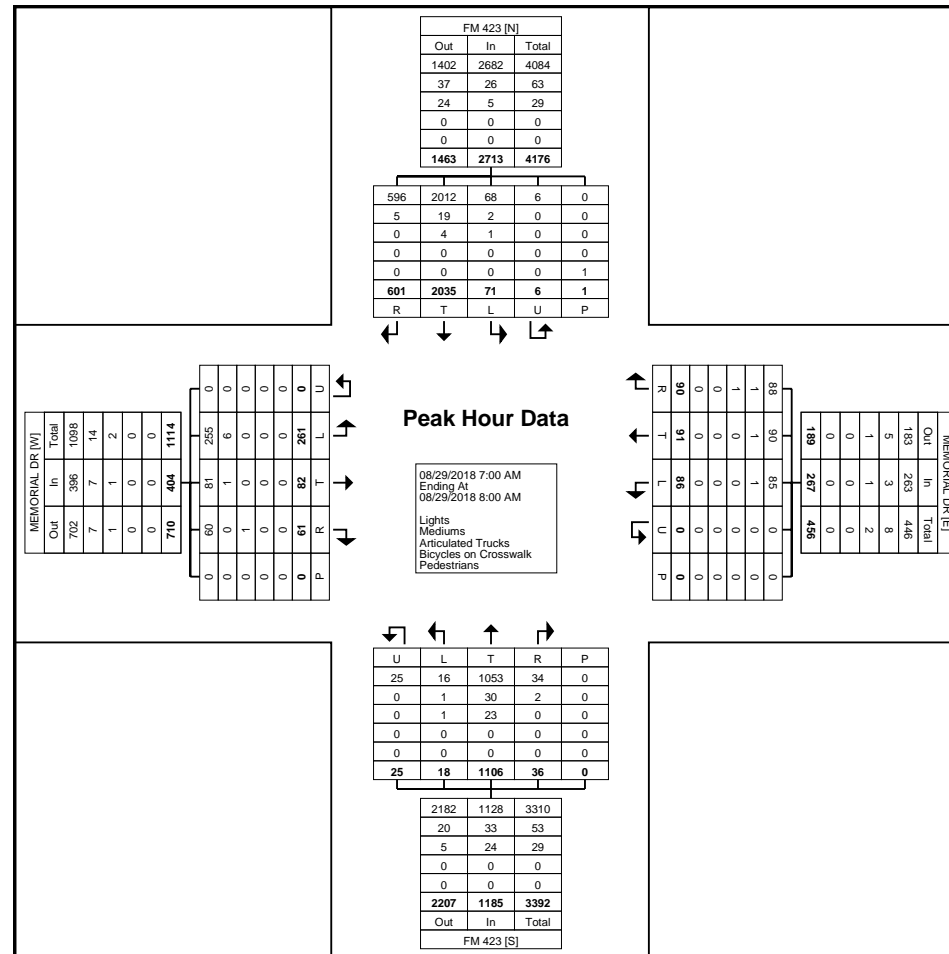 FM 423 [N]
Out In Total
1402 2682 4084
37 26 63
24 5 29
0 0 0
0 0 0
1463 2713 4176
596 2012 68 6 0
5 19 2 0 0
0 4 1 0 0
0 0 0 0 0
0 0 0 0 1
601 2035 71 6 1
R T L U P
MEMORIAL DR [W]
Out In Total
702 396 1098
7 7 14
1 1 2
0 0 0
0 0 0
710 404 1114
0 60 81 255 0
0 0 1 6 0
0 1 0 0 0
0 0 0 0 0
0 0 0 0 0
0 61 82 261 0
P R T L U
Peak Hour Data
08/29/2018 7:00 AM
Ending At
08/29/2018 8:00 AM
Lights
Mediums
Articulated Trucks
Bicycles on Crosswalk
Pedestrians
MEMORIAL DR [E]
Out In Total
183 263 446
5 3 8
1 1 2
0 0 0
0 0 0
189 267 456
88 90 85 0 0
1 1 1 0 0
1 0 0 0 0
0 0 0 0 0
0 0 0 0 0
90 91 86 0 0
R T L U P
U L T R P
25 16 1053 34 0
0 1 30 2 0
0 1 23 0 0
0 0 0 0 0
0 0 0 0 0
25 18 1106 36 0
2182 1128 3310
20 33 53
5 24 29
0 0 0
0 0 0
2207 1185 3392
Out In Total
FM 423 [S]